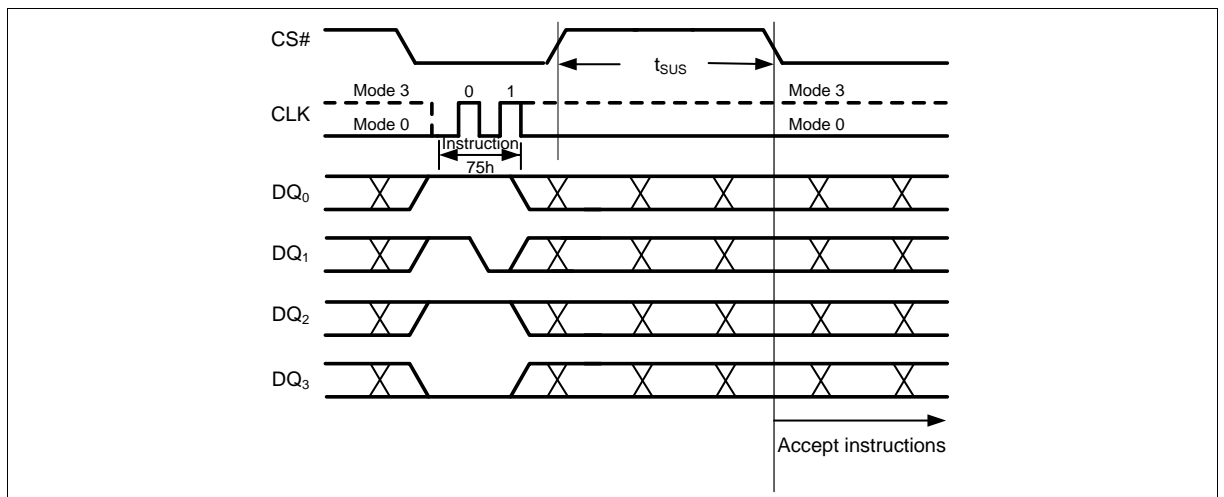 CS#
tSUS
Mode 3 0 1 Mode 3
CLK
Mode 0 Mode 0
Instruction
75h
DQ0
DQ1
DQ2
DQ3
Accept instructions